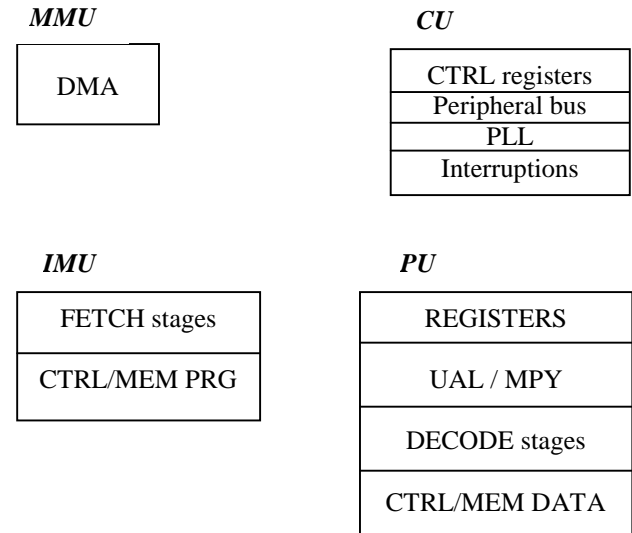 MMU
DMA
CU
CTRL registers
Peripheral bus
PLL
Interruptions
IMU
FETCH stages
CTRL/MEM PRG
PU
REGISTERS
UAL / MPY
DECODE stages
CTRL/MEM DATA